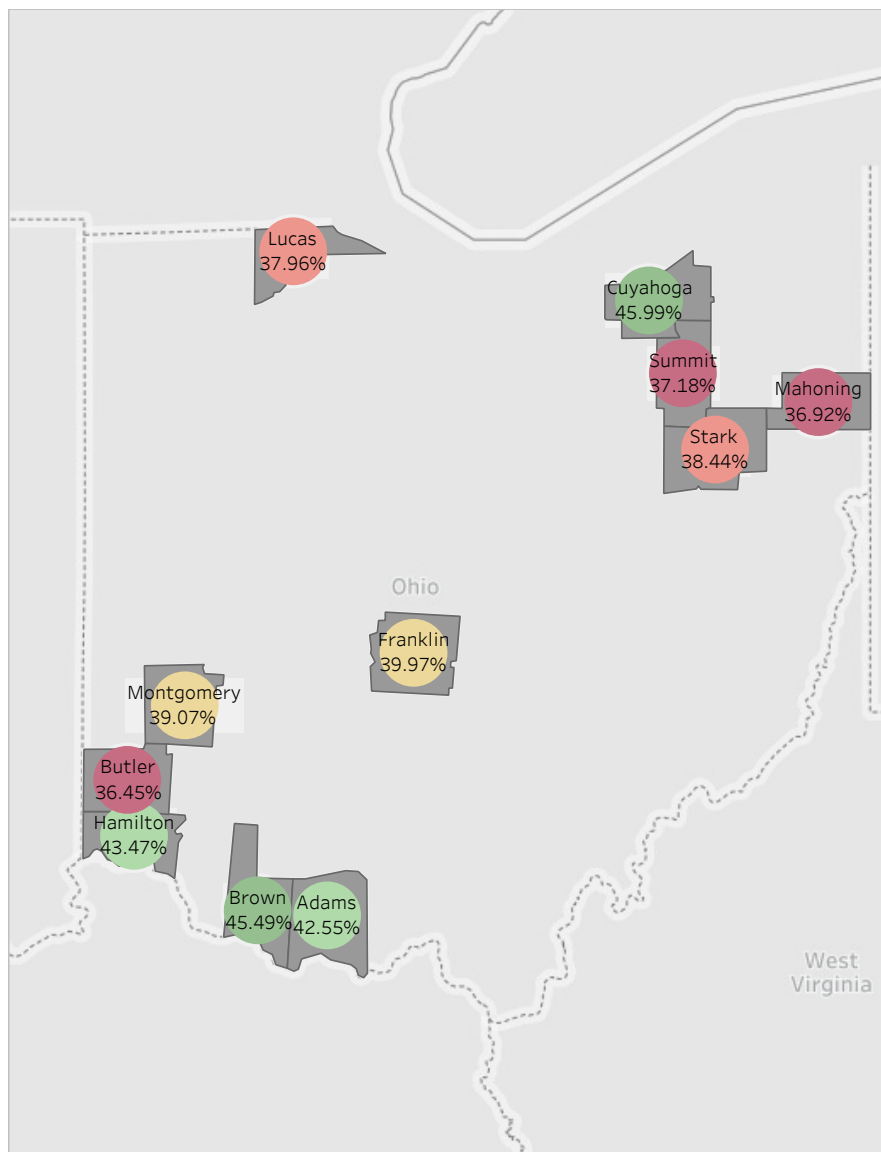 Lucas
37.96%
Cuyahoga
45.99%
Summit
37.18%
Mahoning
36.92%
Stark
38.44%
Ohio
Franklin
39.97%
Montgomery
39.07%
Butler
36.45%
Hamilton
43.47%
Brown
45.49%
Adams
42.55%
West
Virginia